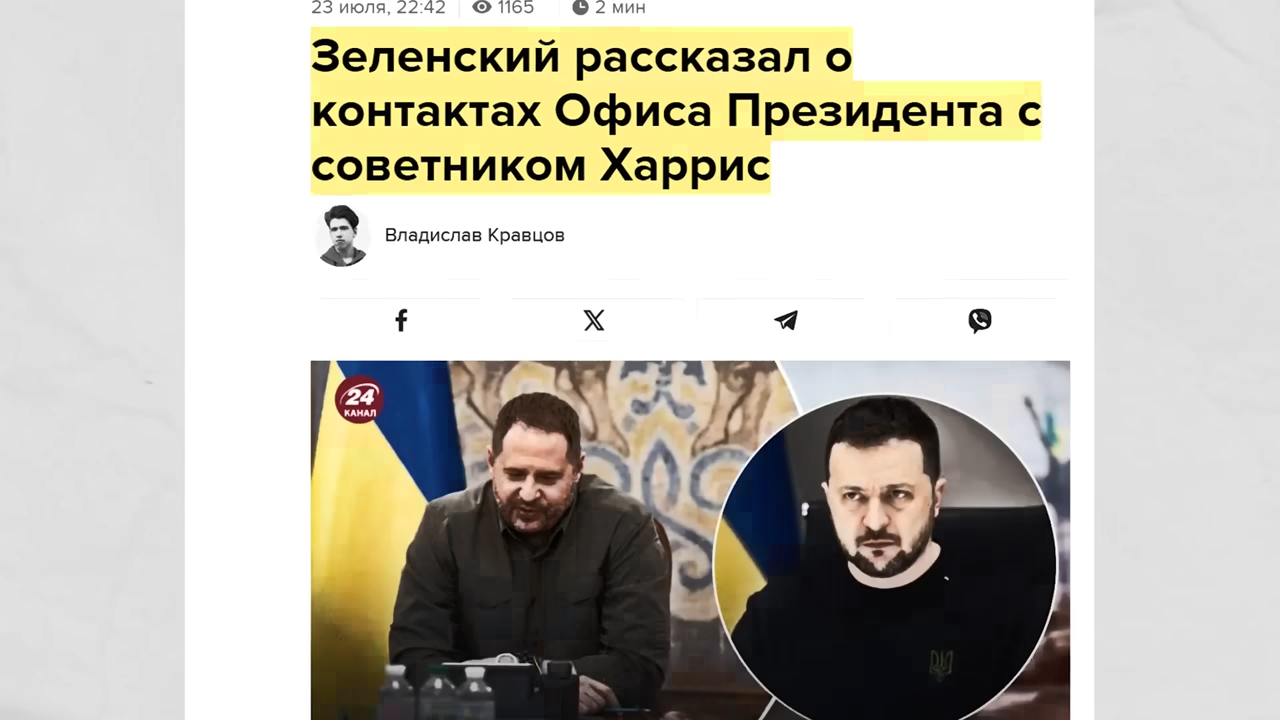 23 июля, 22:42 1165 2 мин
Зеленский рассказал о
контактах Офиса Президента с
советником Харрис
Владислав Кравцов
24
КАНАЛ